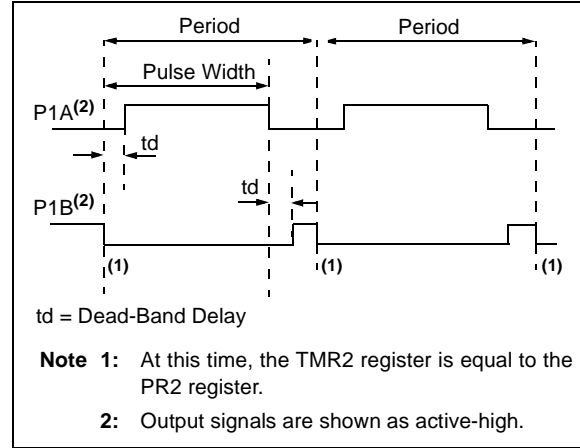 Period Period
Pulse Width
P1A(2)
td
td
P1B(2)
(1) (1) (1)
td = Dead-Band Delay
Note 1: At this time, the TMR2 register is equal to the
PR2 register.
2: Output signals are shown as active-high.